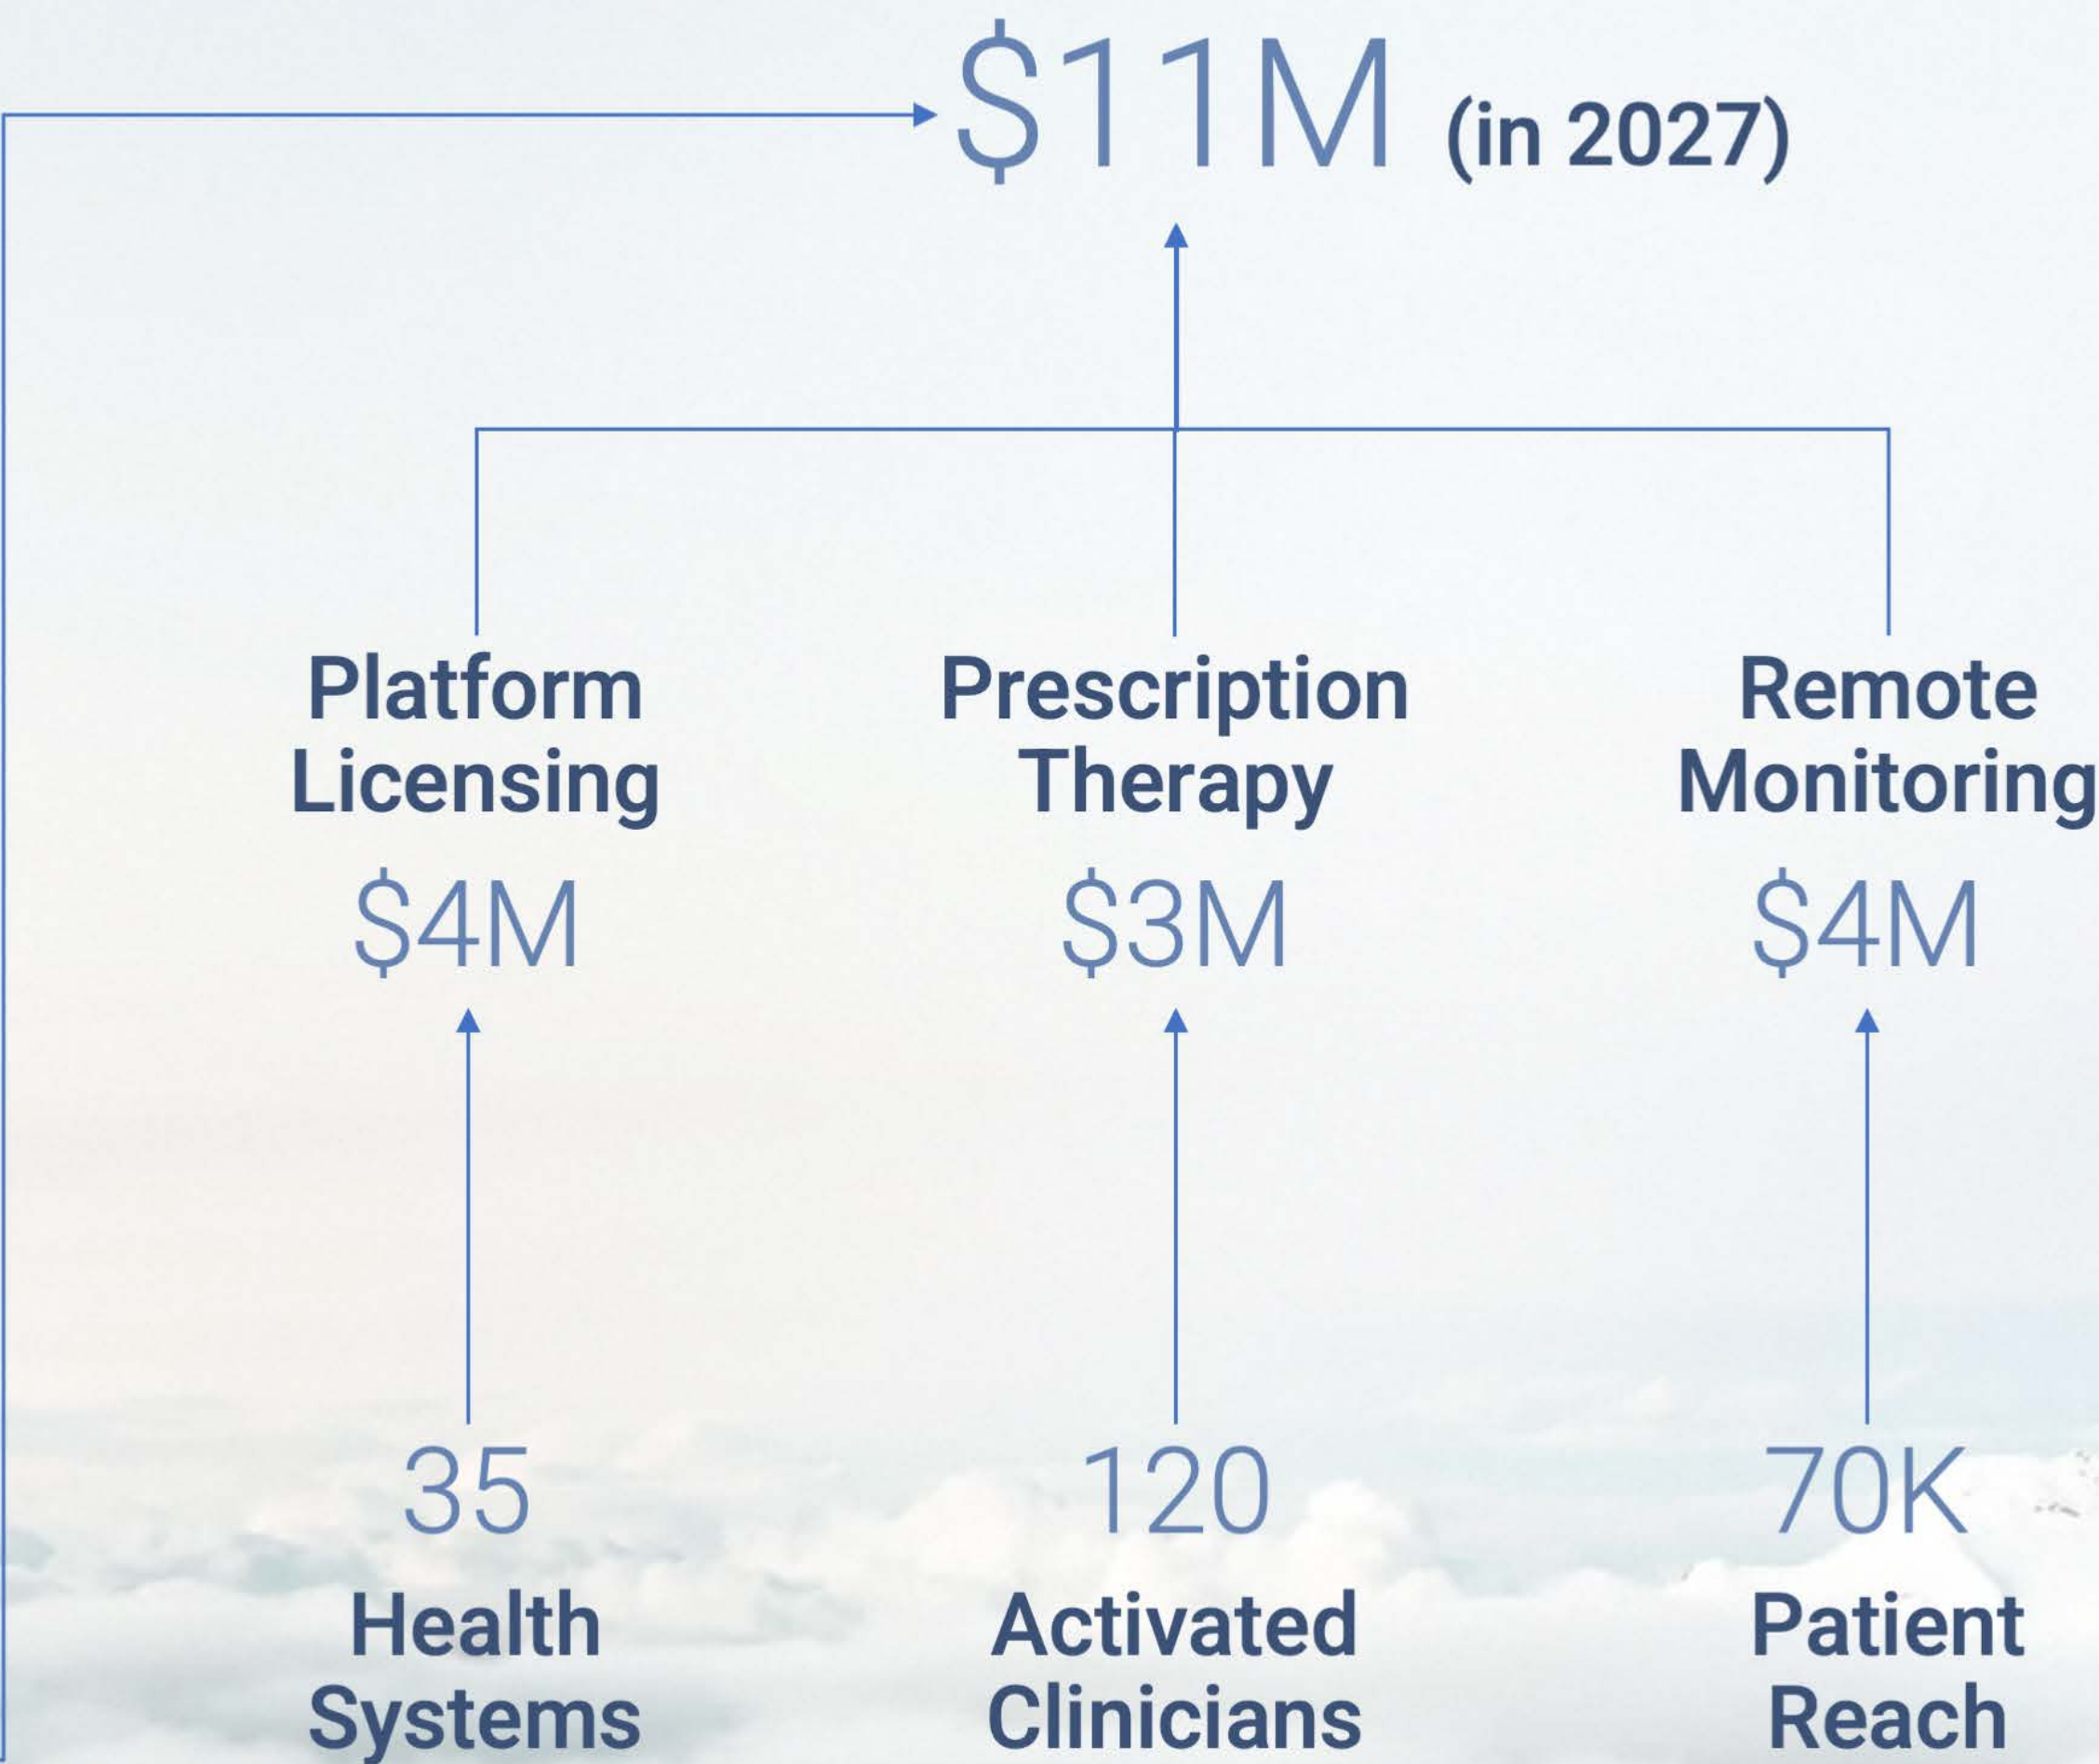 $11M (in 2027)
Platform
Licensing
$4M
Prescription
Therapy
$3M
Remote
Monitoring
$4M
35
Health
Systems
120
Activated
Clinicians
70K
Patient
Reach